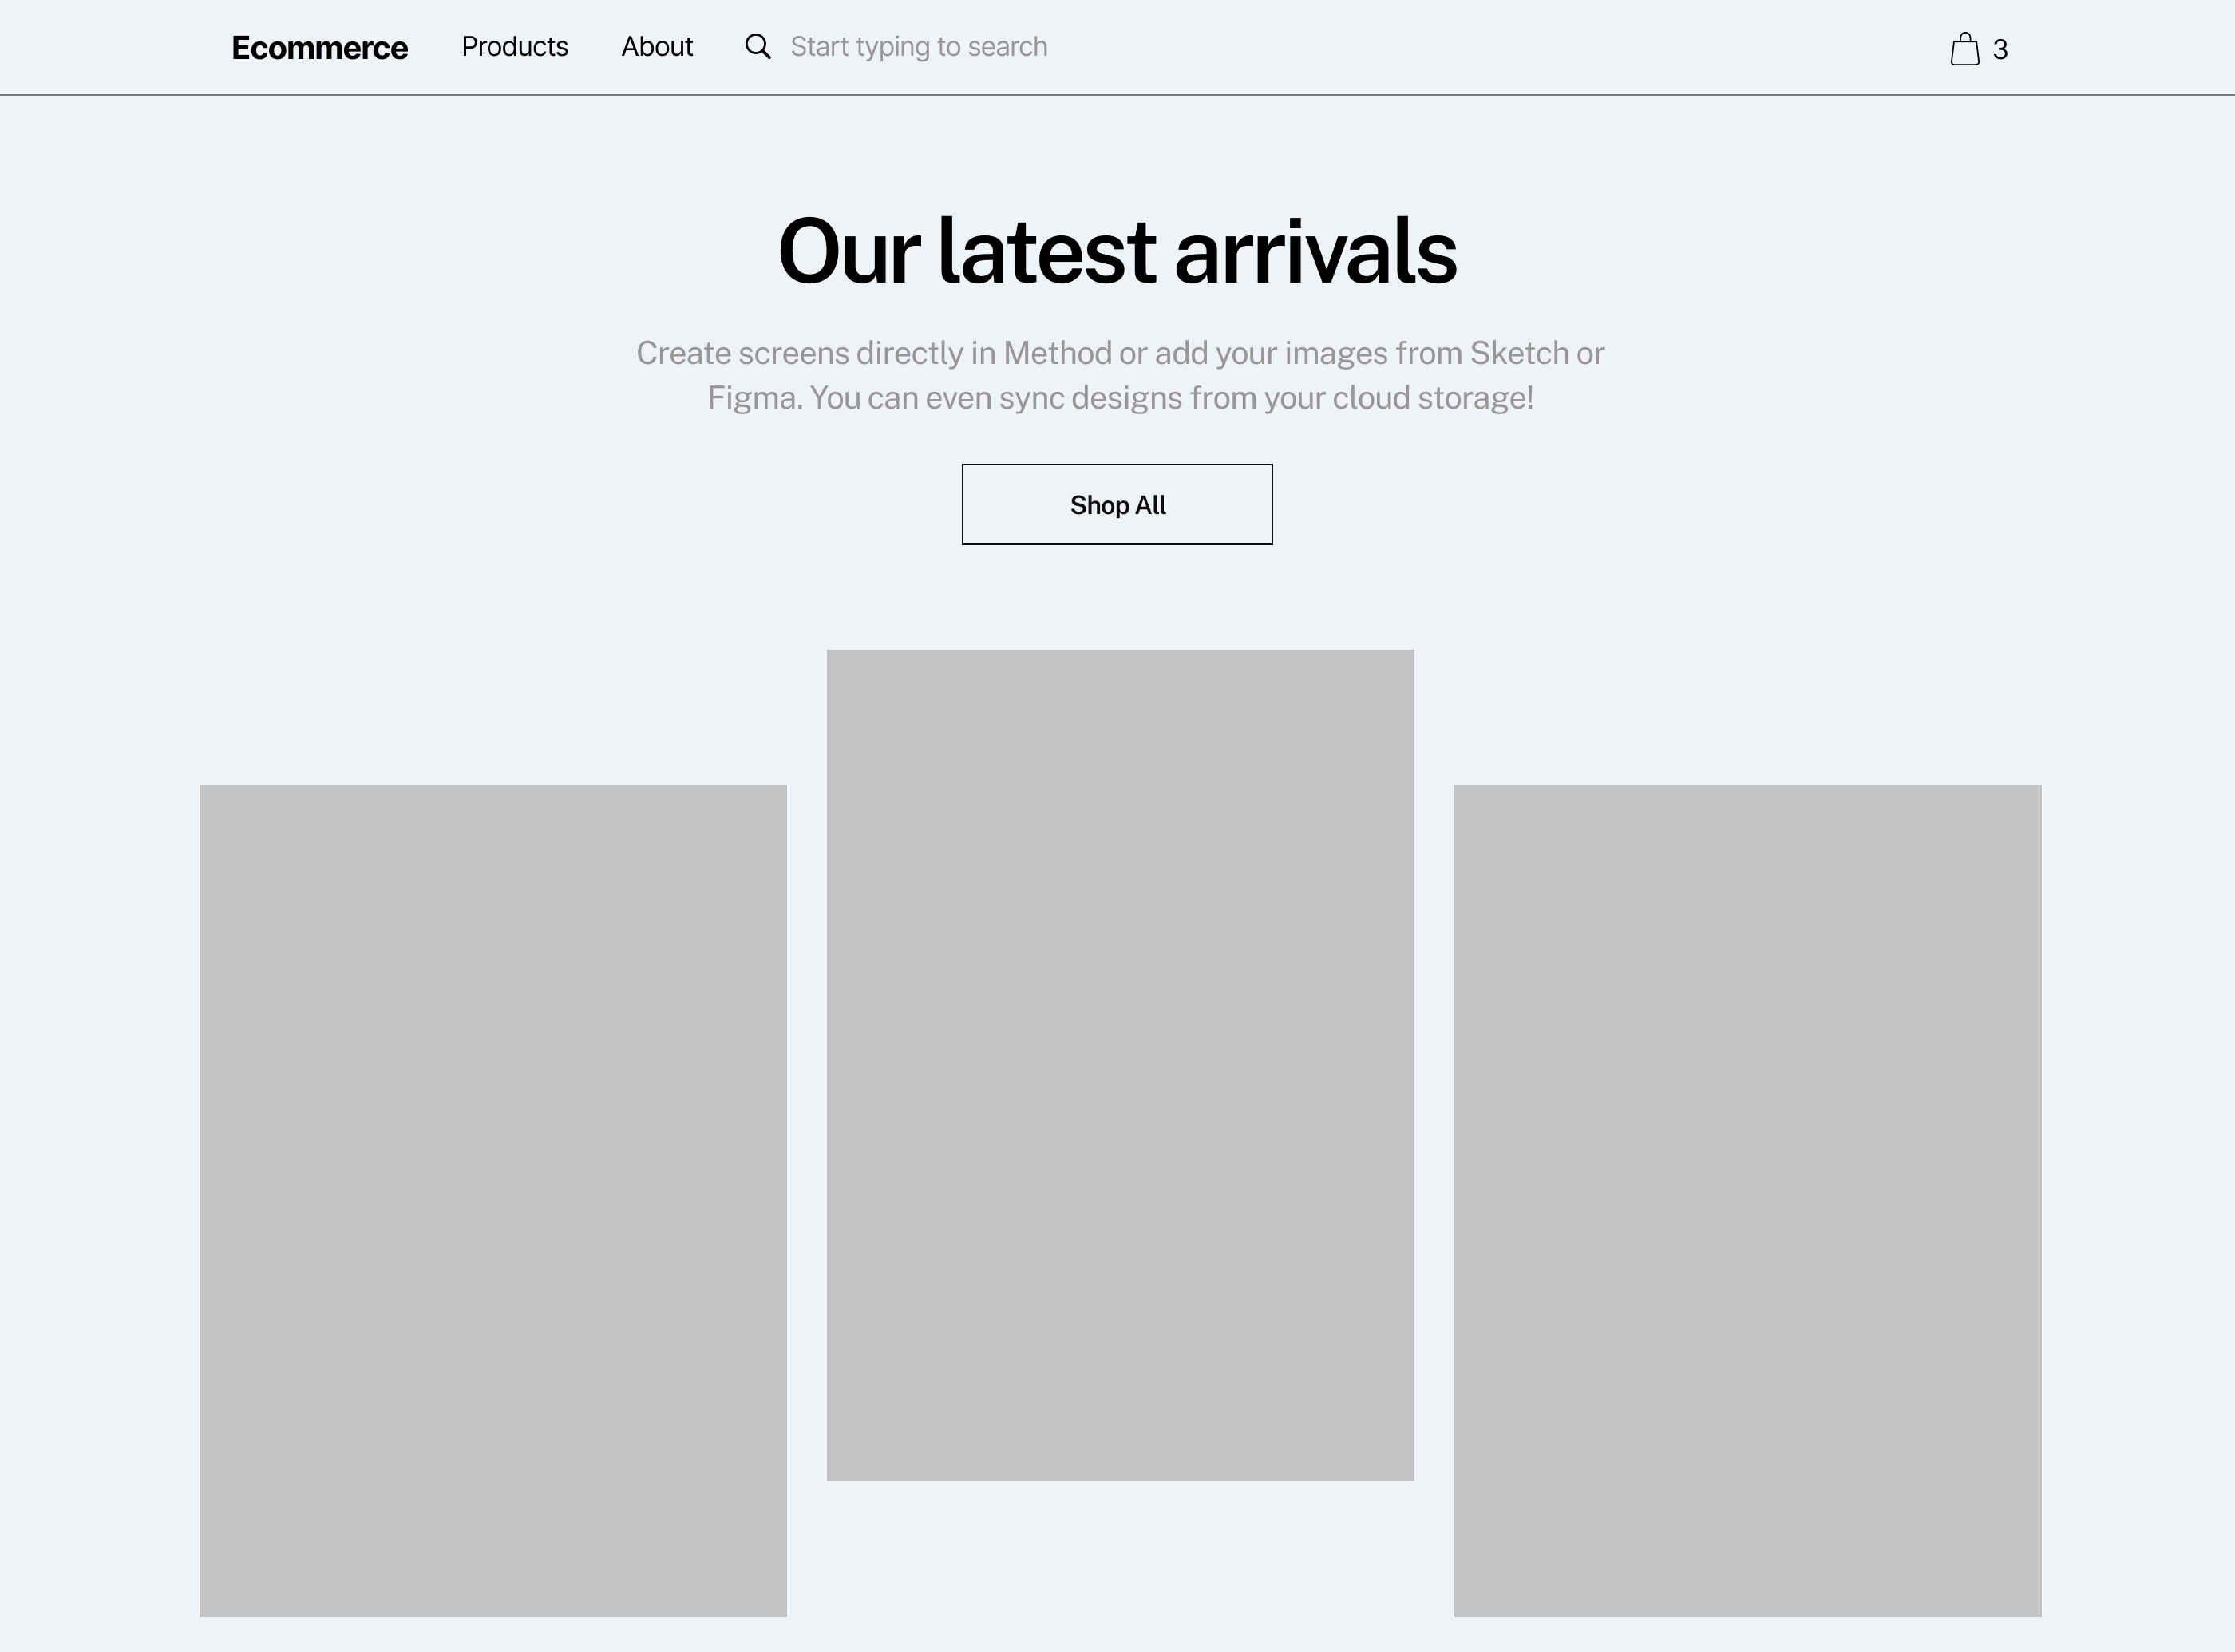 Ecommerce Products About Start typing to search 3
Our latest arrivals
Create screens directly in Method or add your images from Sketch or
Figma. You can even sync designs from your cloud storage!
Shop All